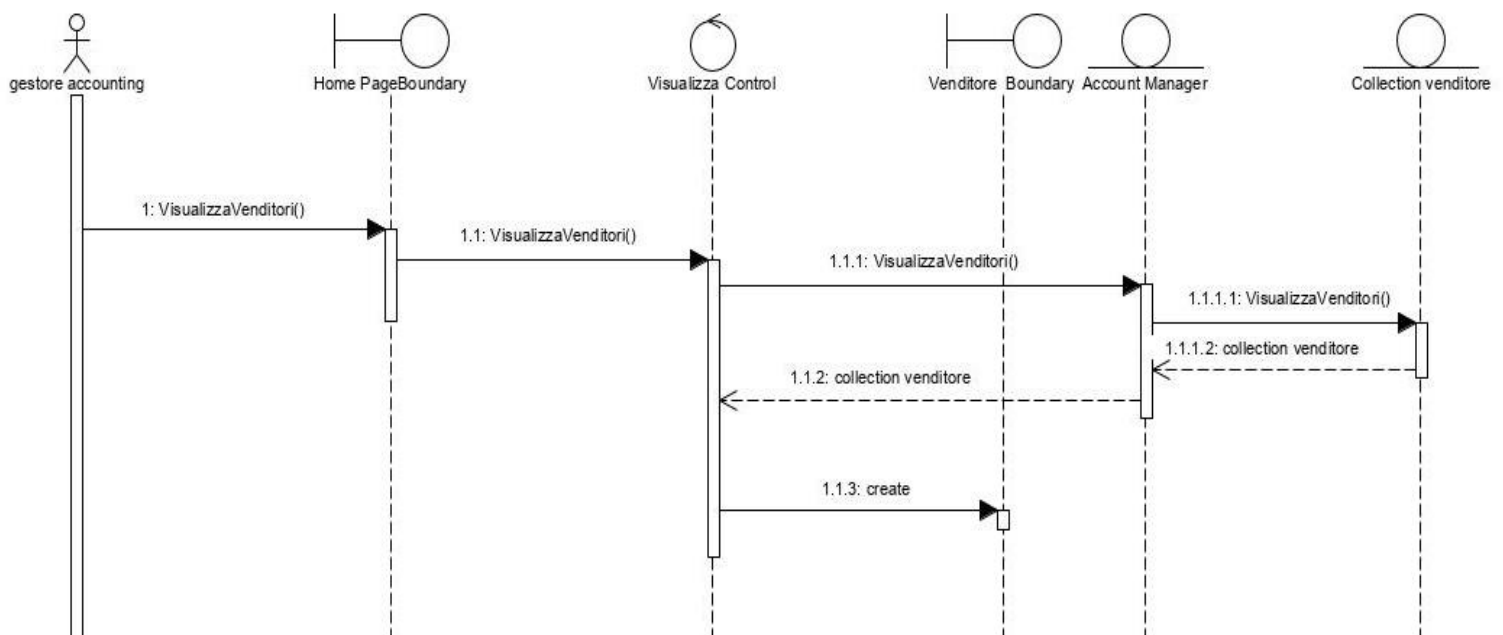 gestore accounting
Home PageBoundary
Visualizza Control
Venditore Boundary
Account Manager
Collection venditore
1: VisualizzaVenditori()
1.1: VisualizzaVenditori()
1.1.1: VisualizzaVenditori()
1.1.1.1: VisualizzaVenditori()
1.1.1.2: collection venditore
1.1.2: collection venditore
1.1.3: create